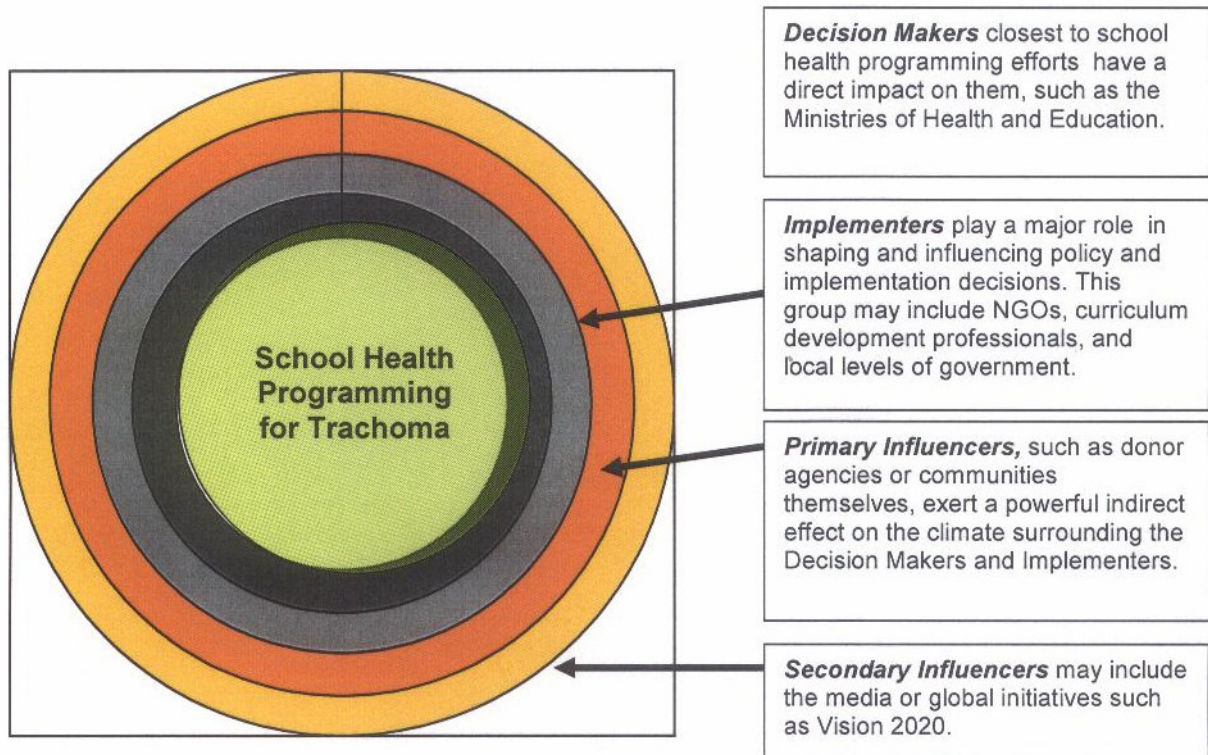 School Health
Programming
for Trachoma
Decision Makers closest to school
health programming efforts have a
direct impact on them, such as the
Ministries of Health and Education.
Implementers play a major role in
shaping and influencing policy and
implementation decisions. This
group may include NGOs, curriculum
development professionals, and
local levels of government.
Primary Influencers, such as donor
agencies or communities
themselves, exert a powerful indirect
effect on the climate surrounding the
Decision Makers and Implementers.
Secondary Influencers may include
the media or global initiatives such
as Vision 2020.